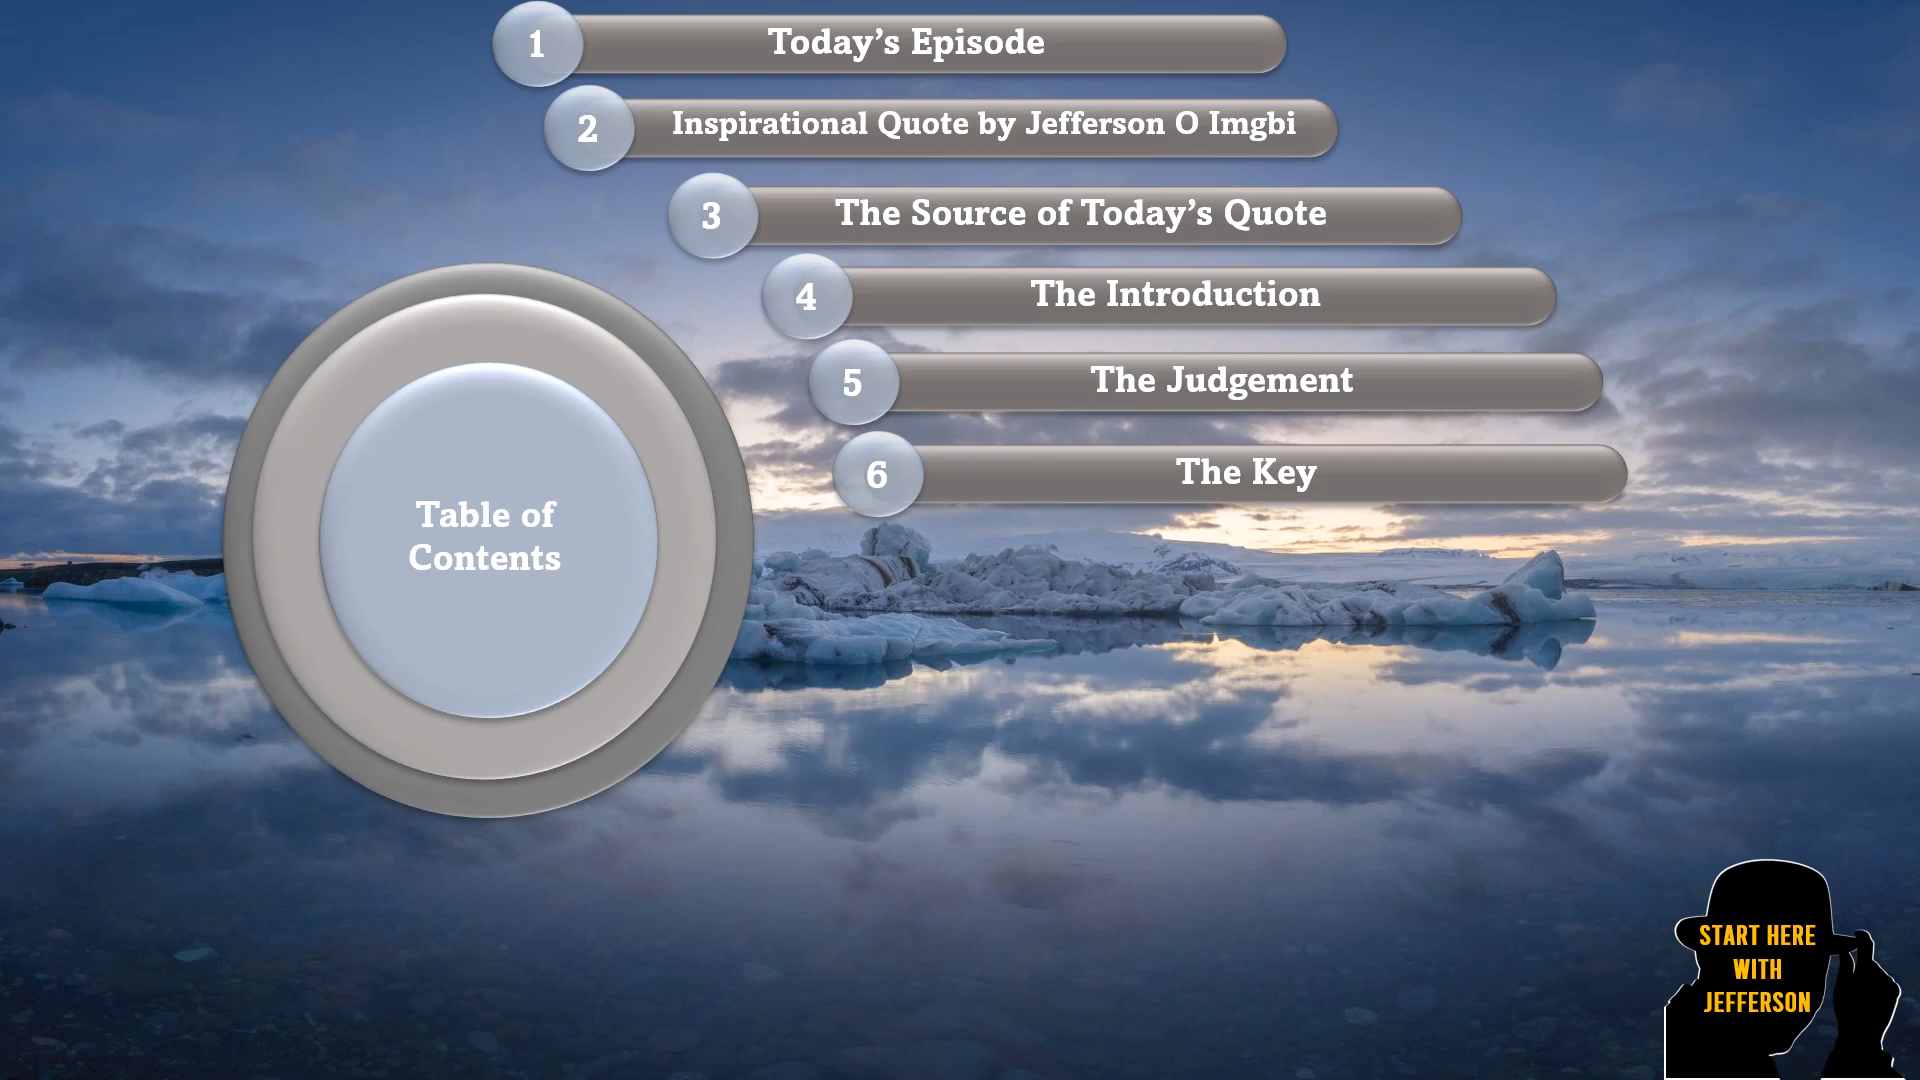 1
Today’s Episode
2
Inspirational Quote by Jefferson O Imgbi
3
The Source of Today’s Quote
4
The Introduction
5
The Judgement
6
The Key
Table of
Contents
START HERE
WITH
JEFFERSON